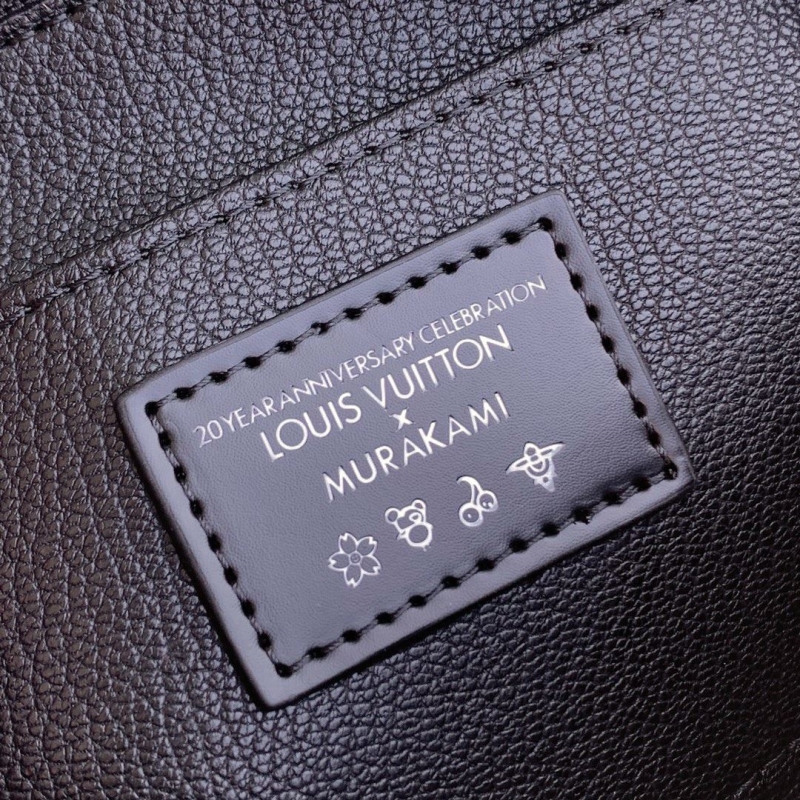 20 YEAR ANNIVERSARY CELEBRATION
LOUIS VUITTON
x
MURAKAMI